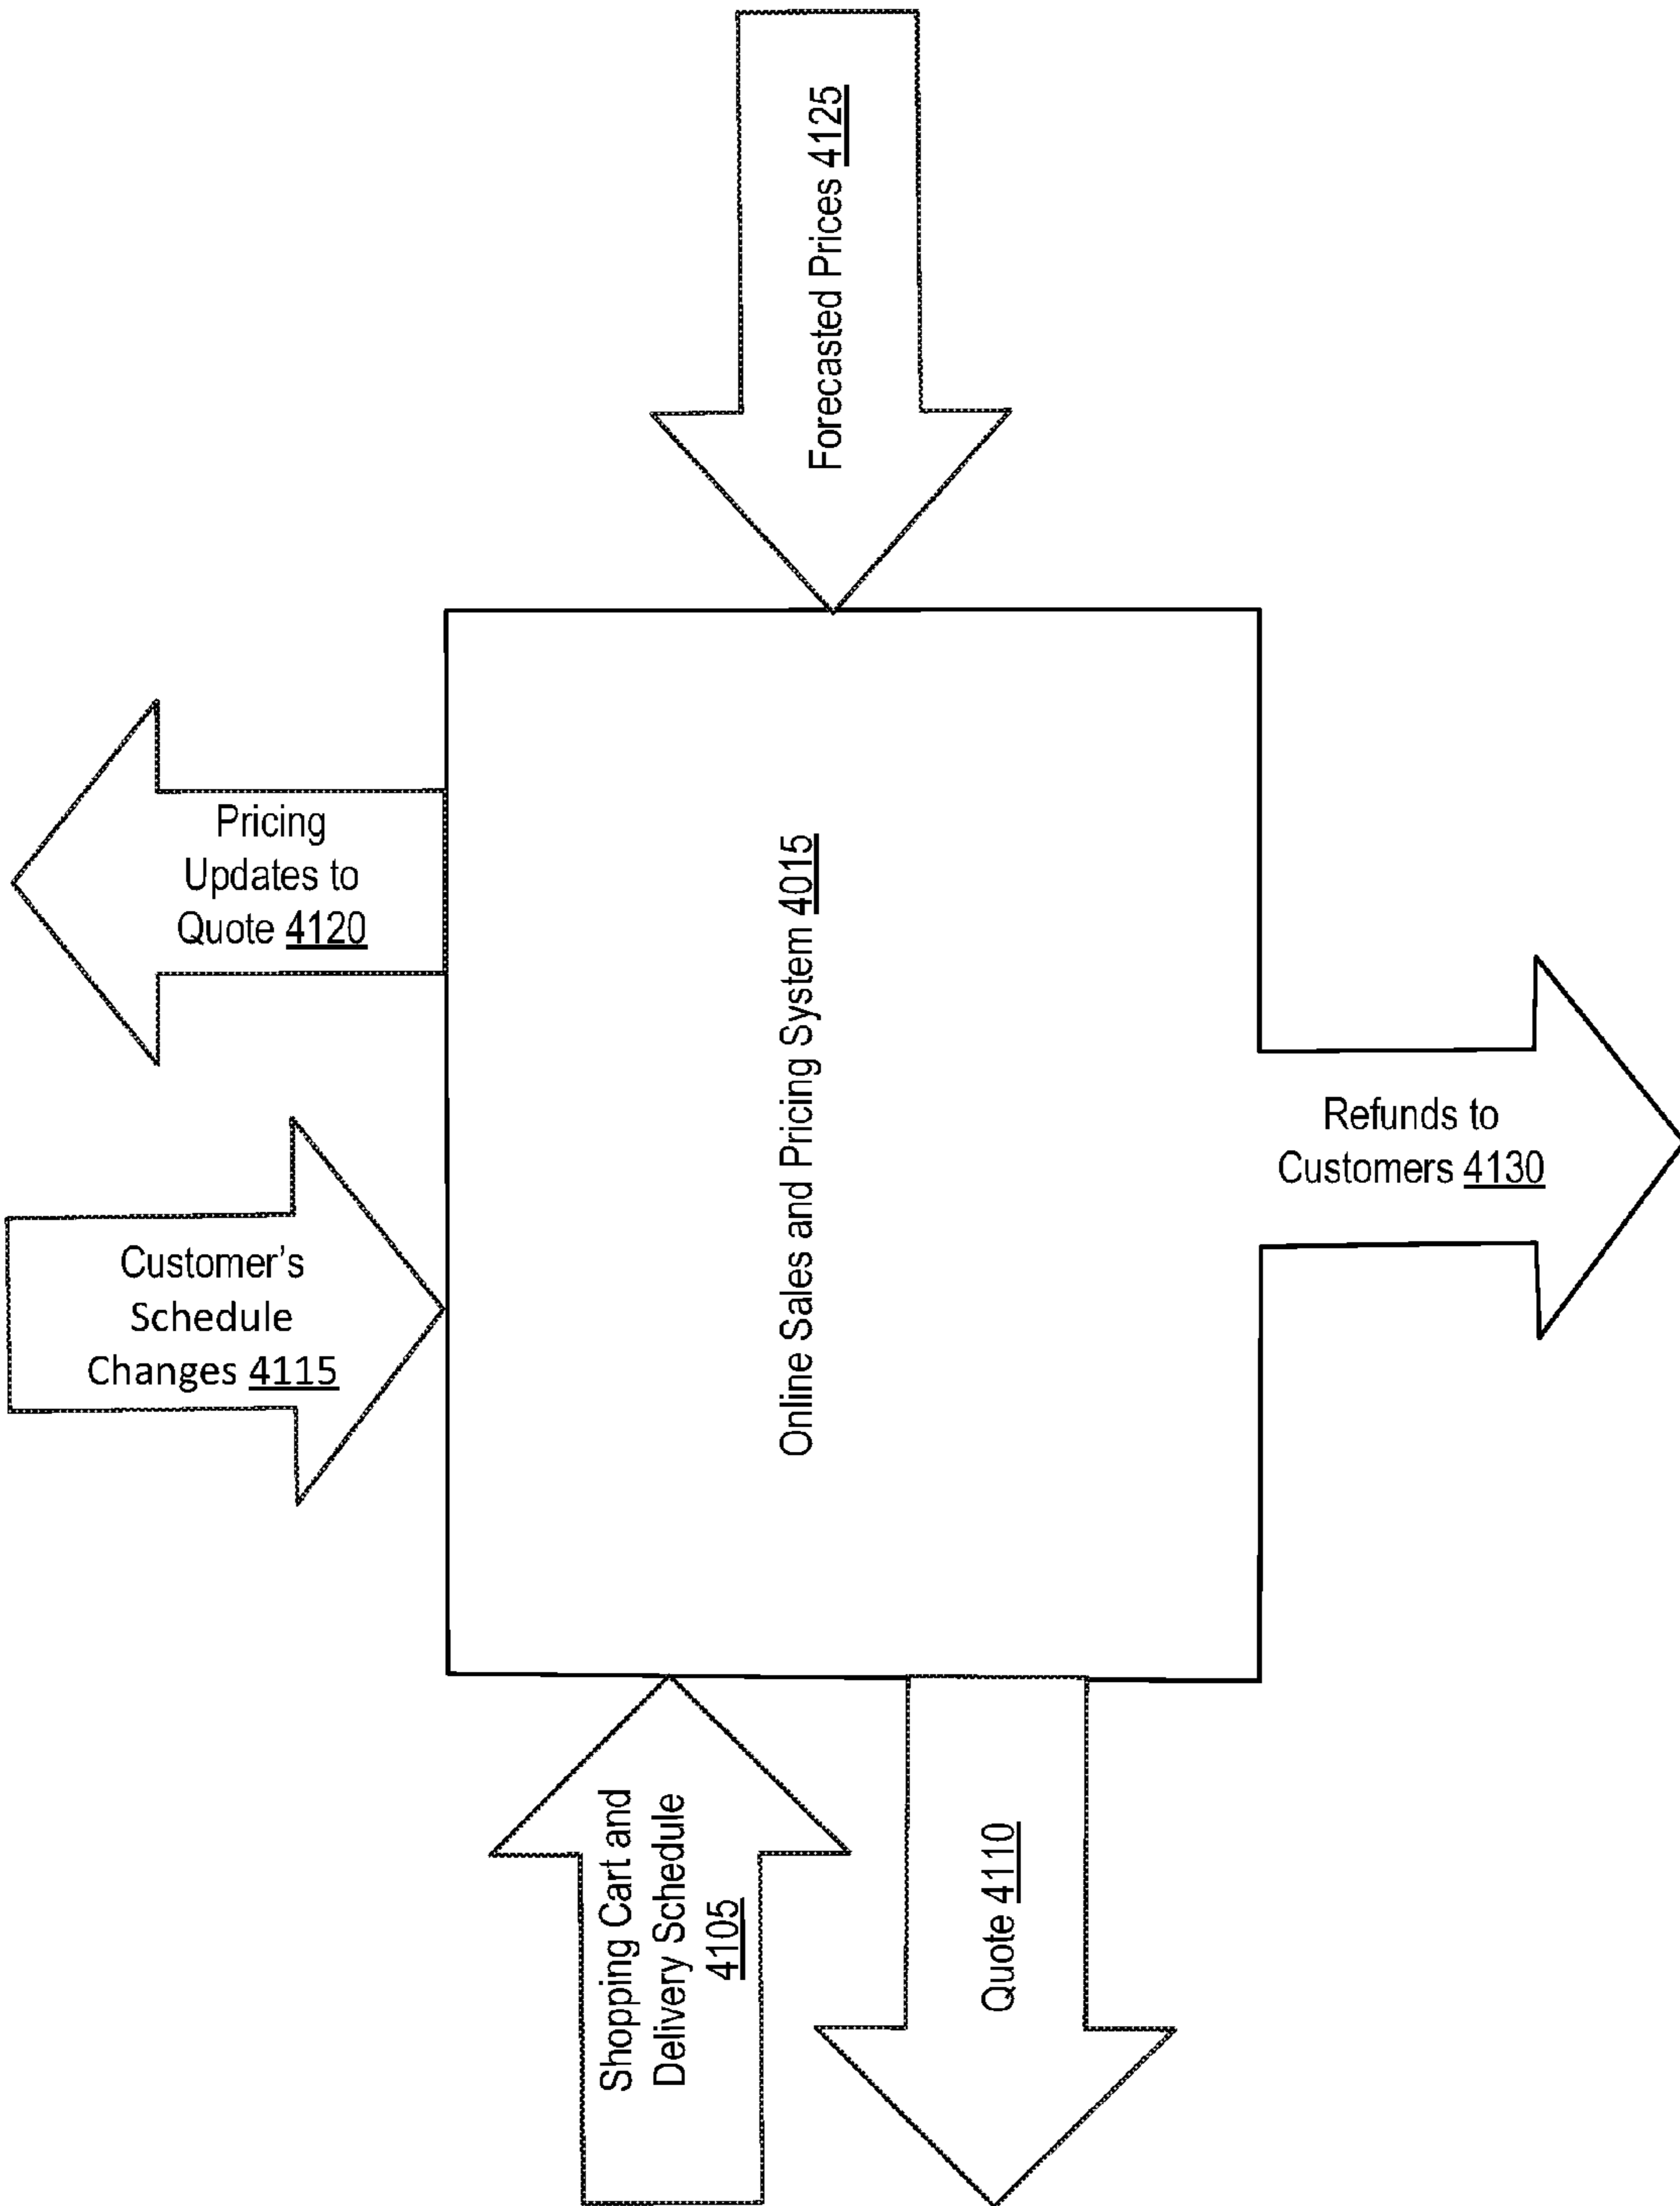 Pricing
Updates to
Quote 4120
Customer's
Schedule
Changes 4115
Forecasted Prices 4125
Online Sales and Pricing System 4015
Refunds to
Customers 4130
Shopping Cart and
Delivery Schedule
4105
Quote 4110